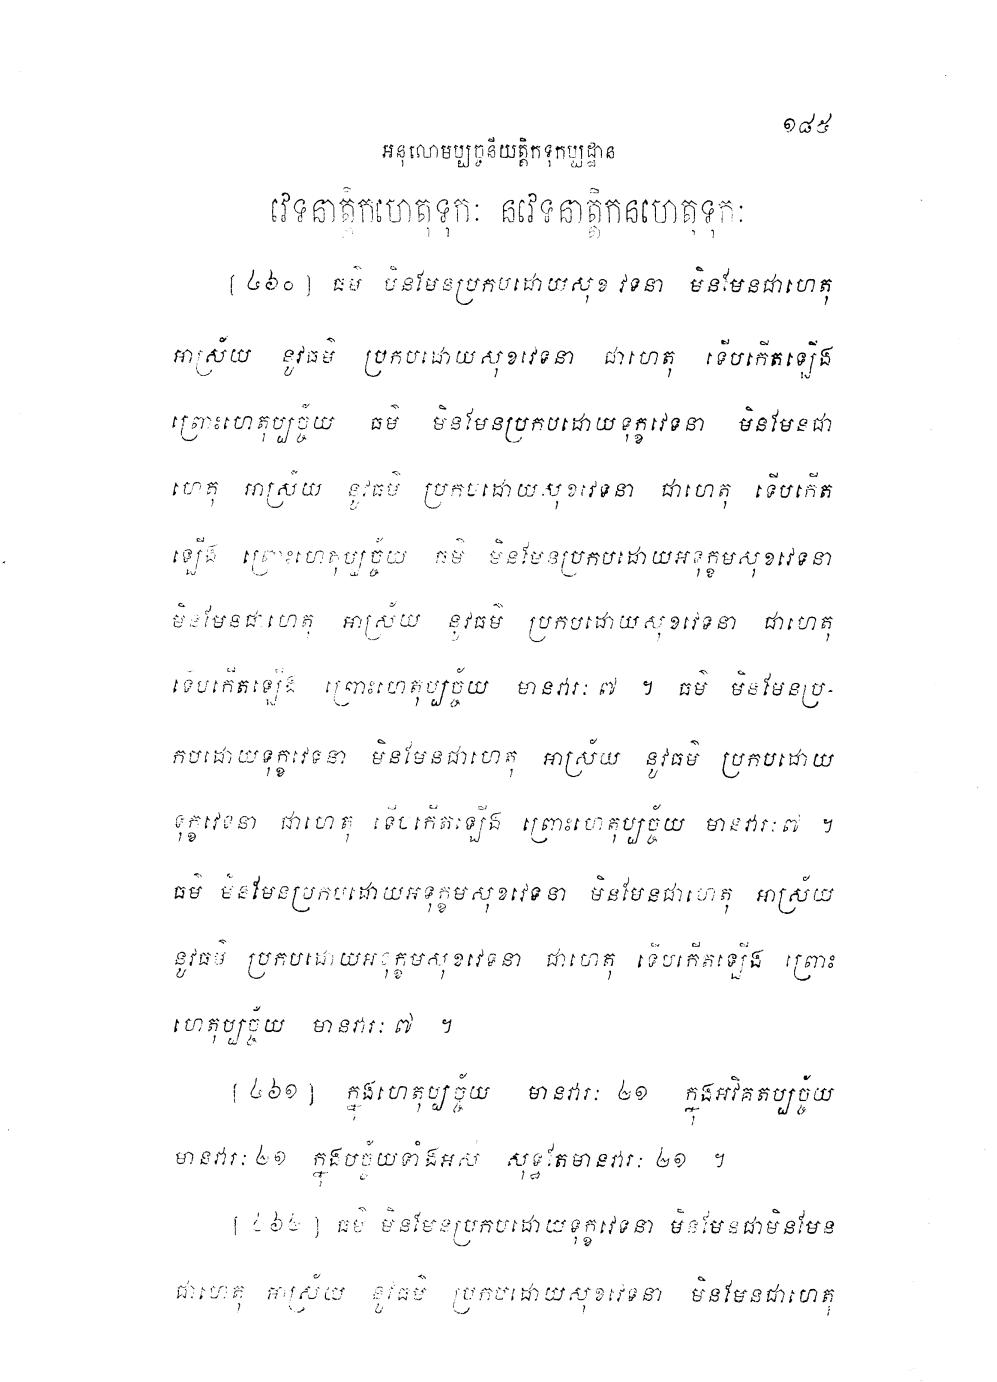 ១៨៥
អនុលោមប្បច្ចនីយត្តិកទុកប្បដ្ឋាន
វេទនាត្តិកហេតុទុកៈ នវេទនាត្តិកនហេតុទុកៈ
[៤៦០] ធម៌ មិនមែនប្រកបដោយសុខវេទនា មិនមែនជាហេតុ
អាស្រ័យ នូវធម៌ ប្រកបដោយសុខវេទនា ជាហេតុ ទើបកើតឡើង
ព្រោះហេតុប្បច្ច័យ ធម៌ មិនមែនប្រកបដោយទុក្ខវេទនា មិនមែនជា
ហេតុ អាស្រ័យ នូវធម៌ ប្រកបដោយសុខវេទនា ជាហេតុ ទើបកើត
ឡើង ព្រោះហេតុប្បច្ច័យ ធម៌ មិនមែនប្រកបដោយអទុក្ខមសុខវេទនា
មិនមែនជាហេតុ អាស្រ័យ នូវធម៌ ប្រកបដោយសុខវេទនា ជាហេតុ
ទើបកើតឡើង ព្រោះហេតុប្បច្ច័យ មានវារៈ៧ ។ ធម៌ មិនមែនប្រ-
កបដោយទុក្ខវេទនា មិនមែនជាហេតុ អាស្រ័យ នូវធម៌ ប្រកបដោយ
ទុក្ខវេទនា ជាហេតុ ទើបកើតឡើង ព្រោះហេតុប្បច្ច័យ មានវារៈ៧ ។
ធម៌ មិនមែនប្រកបដោយអទុក្ខមសុខវេទនា មិនមែនជាហេតុ អាស្រ័យ
នូវធម៌ ប្រកបដោយអទុក្ខមសុខវេទនា ជាហេតុ ទើបកើតឡើង ព្រោះ
ហេតុប្បច្ច័យ មានវារៈ៧ ។
[៤៦១] ក្នុងហេតុប្បច្ច័យ មានវារៈ ២១ ក្នុងអវិគតប្បច្ច័យ
មានវារៈ ២១ ក្នុងបច្ច័យទាំងអស់ សុទ្ធតែមានវារៈ ២១ ។
[៤៦២] ធម៌ មិនមែនប្រកបដោយទុក្ខវេទនា មិនមែនជាមិនមែន
ជាហេតុ អាស្រ័យ នូវធម៌ ប្រកបដោយសុខវេទនា មិនមែនជាហេតុ